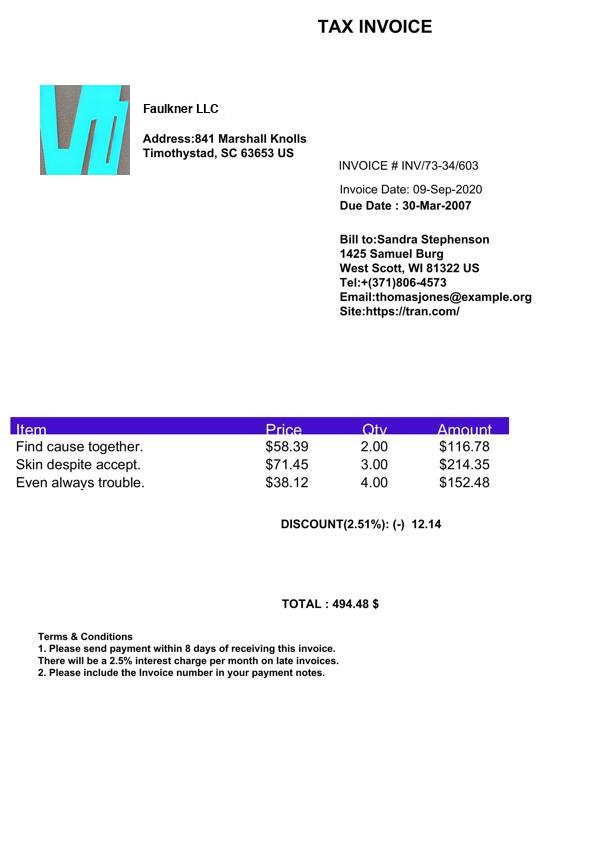 TAX INVOICE
Faulkner LLC
Address:841 Marshall Knolls
Timothystad, SC 63653 US
INVOICE # INV/73-34/603
Invoice Date: 09-Sep-2020
Due Date : 30-Mar-2007
Bill to:Sandra Stephenson
1425 Samuel Burg
West Scott, WI 81322 US
Tel:+(371)806-4573
Email:thomasjones@example.org
Site:https://tran.com/
Item Price Qty Amount
Find cause together. $58.39 2.00 $116.78
Skin despite accept. $71.45 3.00 $214.35
Even always trouble. $38.12 4.00 $152.48
DISCOUNT(2.51%): (-) 12.14
TOTAL : 494.48 $
Terms & Conditions
1. Please send payment within 8 days of receiving this invoice.
There will be a 2.5% interest charge per month on late invoices.
2. Please include the Invoice number in your payment notes.